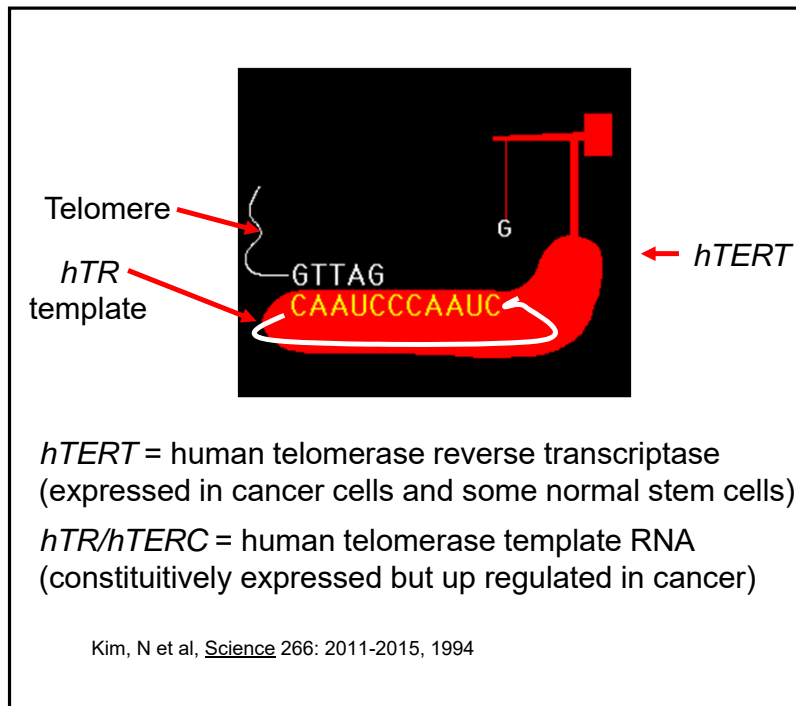 G
Telomere
hTERT
GTTAG
hTR
template
CAAUCCCAAUC
hTERT = human telomerase reverse transcriptase
(expressed in cancer cells and some normal stem cells)
hTR/hTERC = human telomerase template RNA
(constituitively expressed but up regulated in cancer)
Kim, N et al, Science 266: 2011-2015, 1994